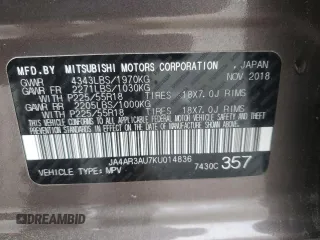 MFD.BY MITSUBISHI MOTORS CORPORATION JAPAN
GVWR 4343LBS/1970KG NOV 2018
GAWR FR 2271LBS/1030KG
W/ITH P225/55R18 TIRES 18X7.0J RIMS
GAWR RR 2205LBS/1000KG
WITH P225/55R18 TIRES 18X7.0J RIMS
THIS VEHICLE CONFORMS TO ALL APPLICABLE
FEDERAL MOTOR VEHICLE SAFETY AND THEFT
PREVENTION STANDARDS IN EFFECT ON THE DATE
OF MANUFACTURE SHOWN ABOVE.
JA4AR3AU7KU014836
VEHICLE TYPE: MPV 7430C 357
DREAMBID